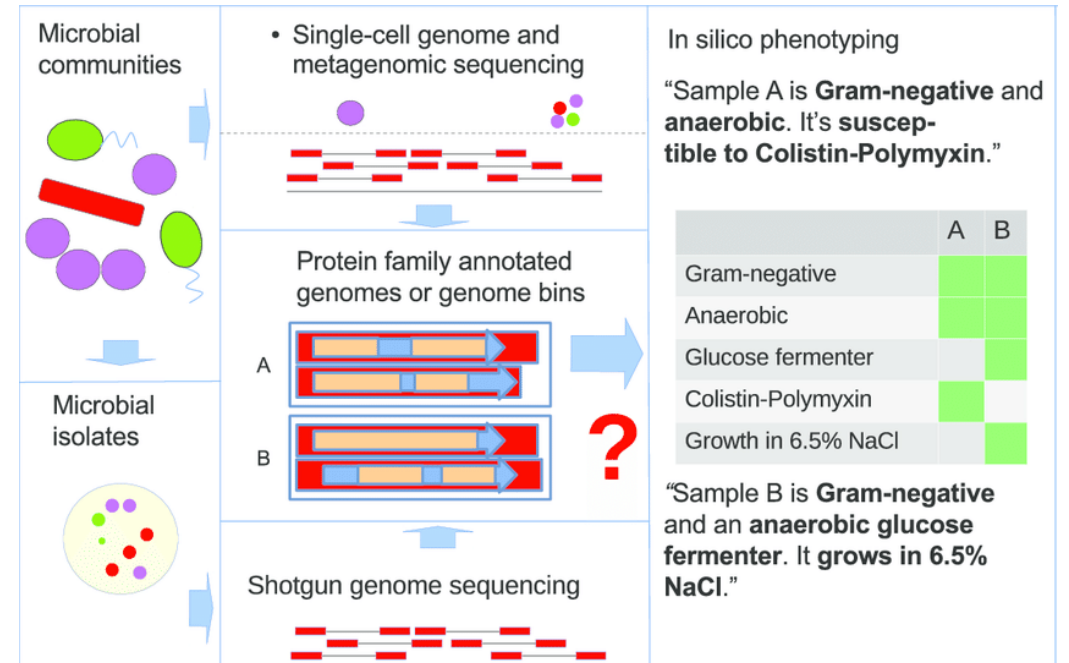 Microbial
communities
• Single-cell genome and
metagenomic sequencing
Protein family annotated
genomes or genome bins
A
B
?
Microbial
isolates
Shotgun genome sequencing
In silico phenotyping
“Sample A is Gram-negative and
anaerobic. It’s suscep-
tible to Colistin-Polymyxin.”
A B
Gram-negative
Anaerobic
Glucose fermenter
Colistin-Polymyxin
Growth in 6.5% NaCl
“Sample B is Gram-negative
and an anaerobic glucose
fermenter. It grows in 6.5%
NaCl.”